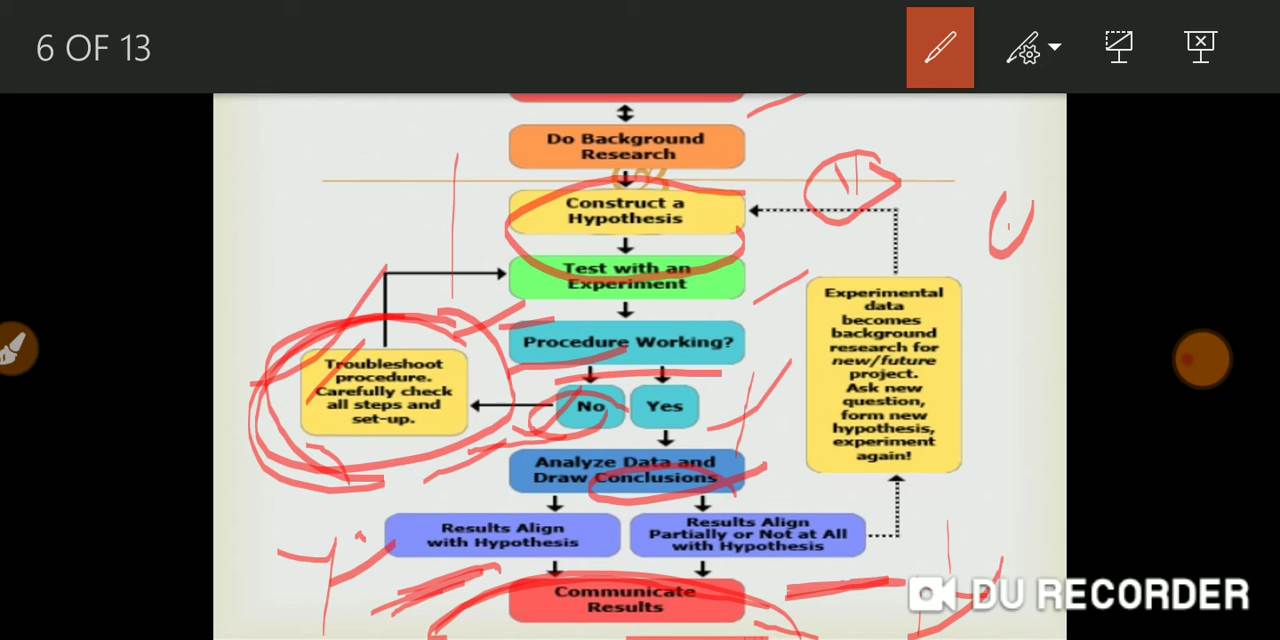 6 OF 13
Do Background
Research
Construct a
Hypothesis
Test with an
Experiment
Procedure Working?
No
Yes
Troubleshoot
procedure.
Carefully check
all steps and
set-up.
Experimental
data
becomes
background
research for
new/future
project.
Ask new
question,
form new
hypothesis,
experiment
again!
Analyze Data and
Draw Conclusions
Results Align
with Hypothesis
Results Align
Partially or Not at All
with Hypothesis
Communicate
Results
DU RECORDER